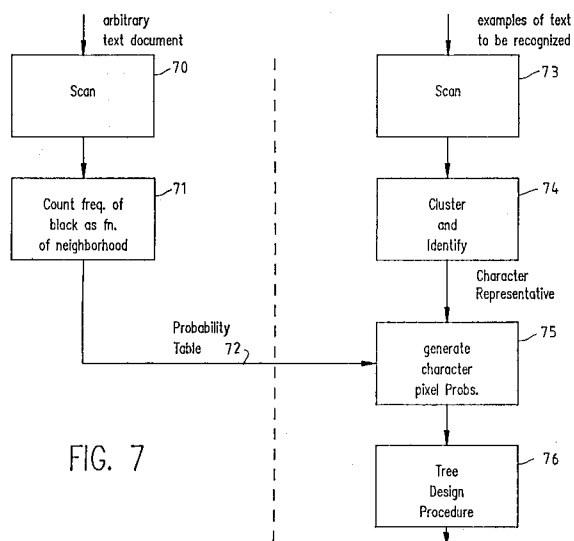 arbitrary
text document
70
Scan
71
Count freq. of
black as fn.
of neighborhood
Probability
Table 72
FIG. 7
examples of text
to be recognized
73
Scan
74
Cluster
and
Identify
Character
Representative
75
generate
character
pixel Probs.
76
Tree
Design
Procedure